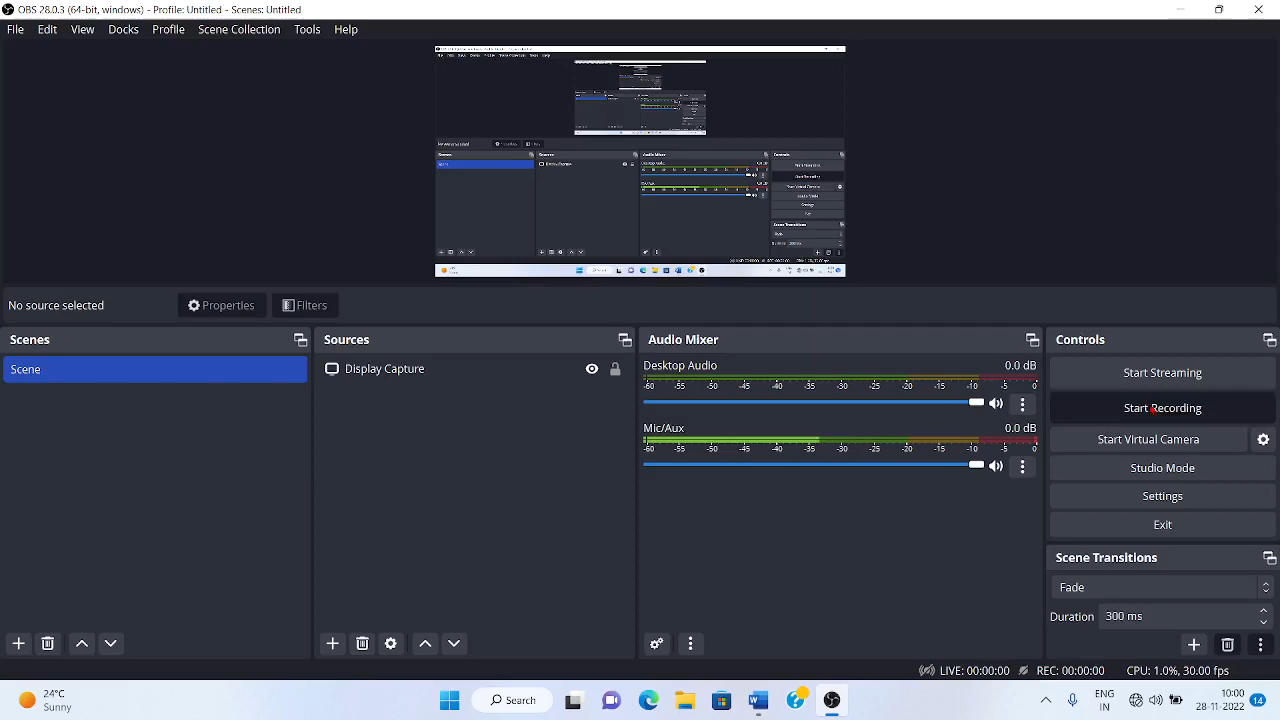 OBS 28.0.3 (64-bit, windows) - Profile: Untitled - Scenes: Untitled
File Edit View Docks Profile Scene Collection Tools Help
No source selected Properties Filters
Scenes
Scene
Sources
Display Capture
Audio Mixer
Desktop Audio 0.0 dB
-60 -55 -50 -45 -40 -35 -30 -25 -20 -15 -10 -5 0
Mic/Aux 0.0 dB
-60 -55 -50 -45 -40 -35 -30 -25 -20 -15 -10 -5 0
Controls
Start Streaming
Start Recording
Start Virtual Camera
Studio Mode
Settings
Exit
Scene Transitions
Fade
Duration 300 ms
LIVE: 00:00:00 REC: 00:00:00 CPU: 1.0%, 30.00 fps
24°C
Sunny
Search
ENG
IN
10:00
28-11-2022
14